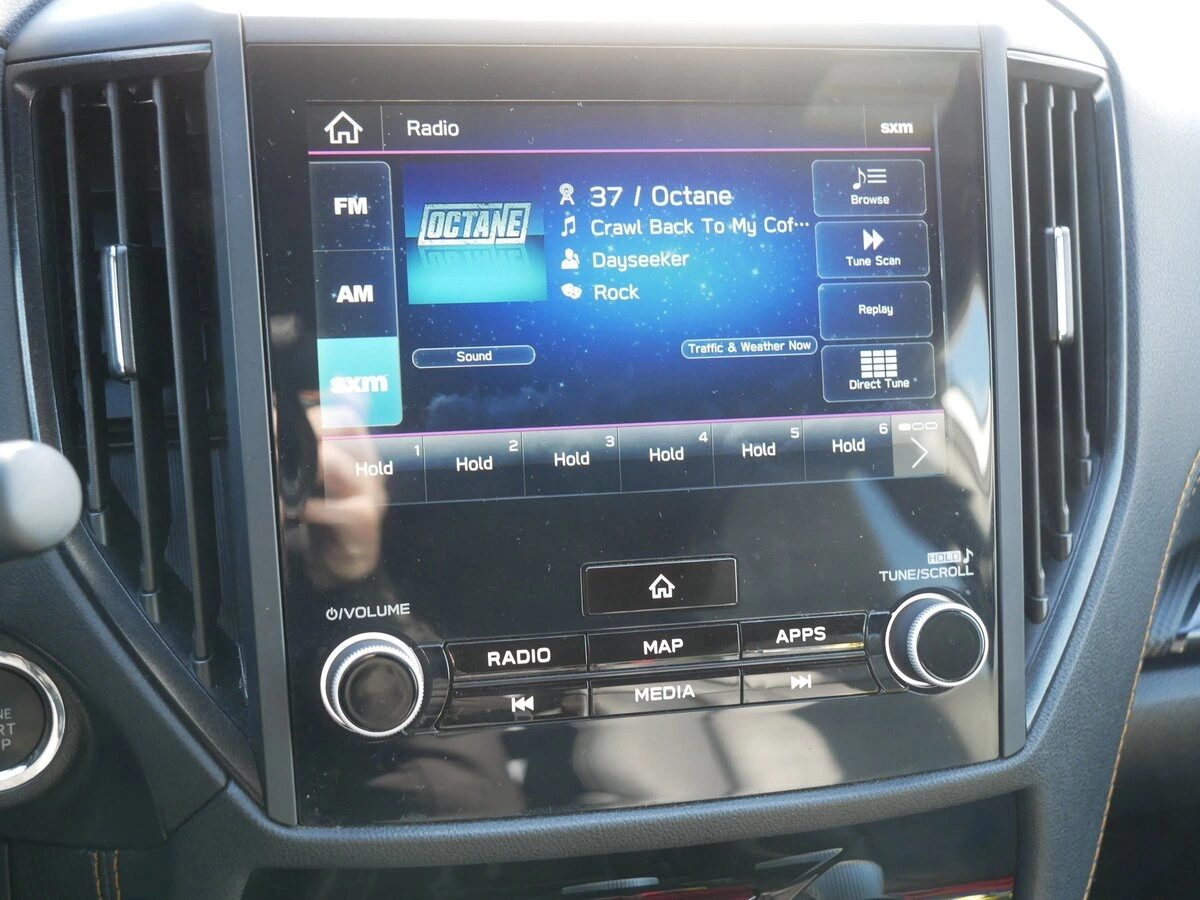 Radio
sxm
FM
AM
sxm
OCTANE
37 / Octane
Crawl Back To My Cof…
Dayseeker
Rock
Sound
Traffic & Weather Now
Browse
Tune Scan
Replay
Direct Tune
1 Hold
2 Hold
3 Hold
4 Hold
5 Hold
6 Hold
HOLD
TUNE/SCROLL
/VOLUME
RADIO
MAP
APPS
MEDIA